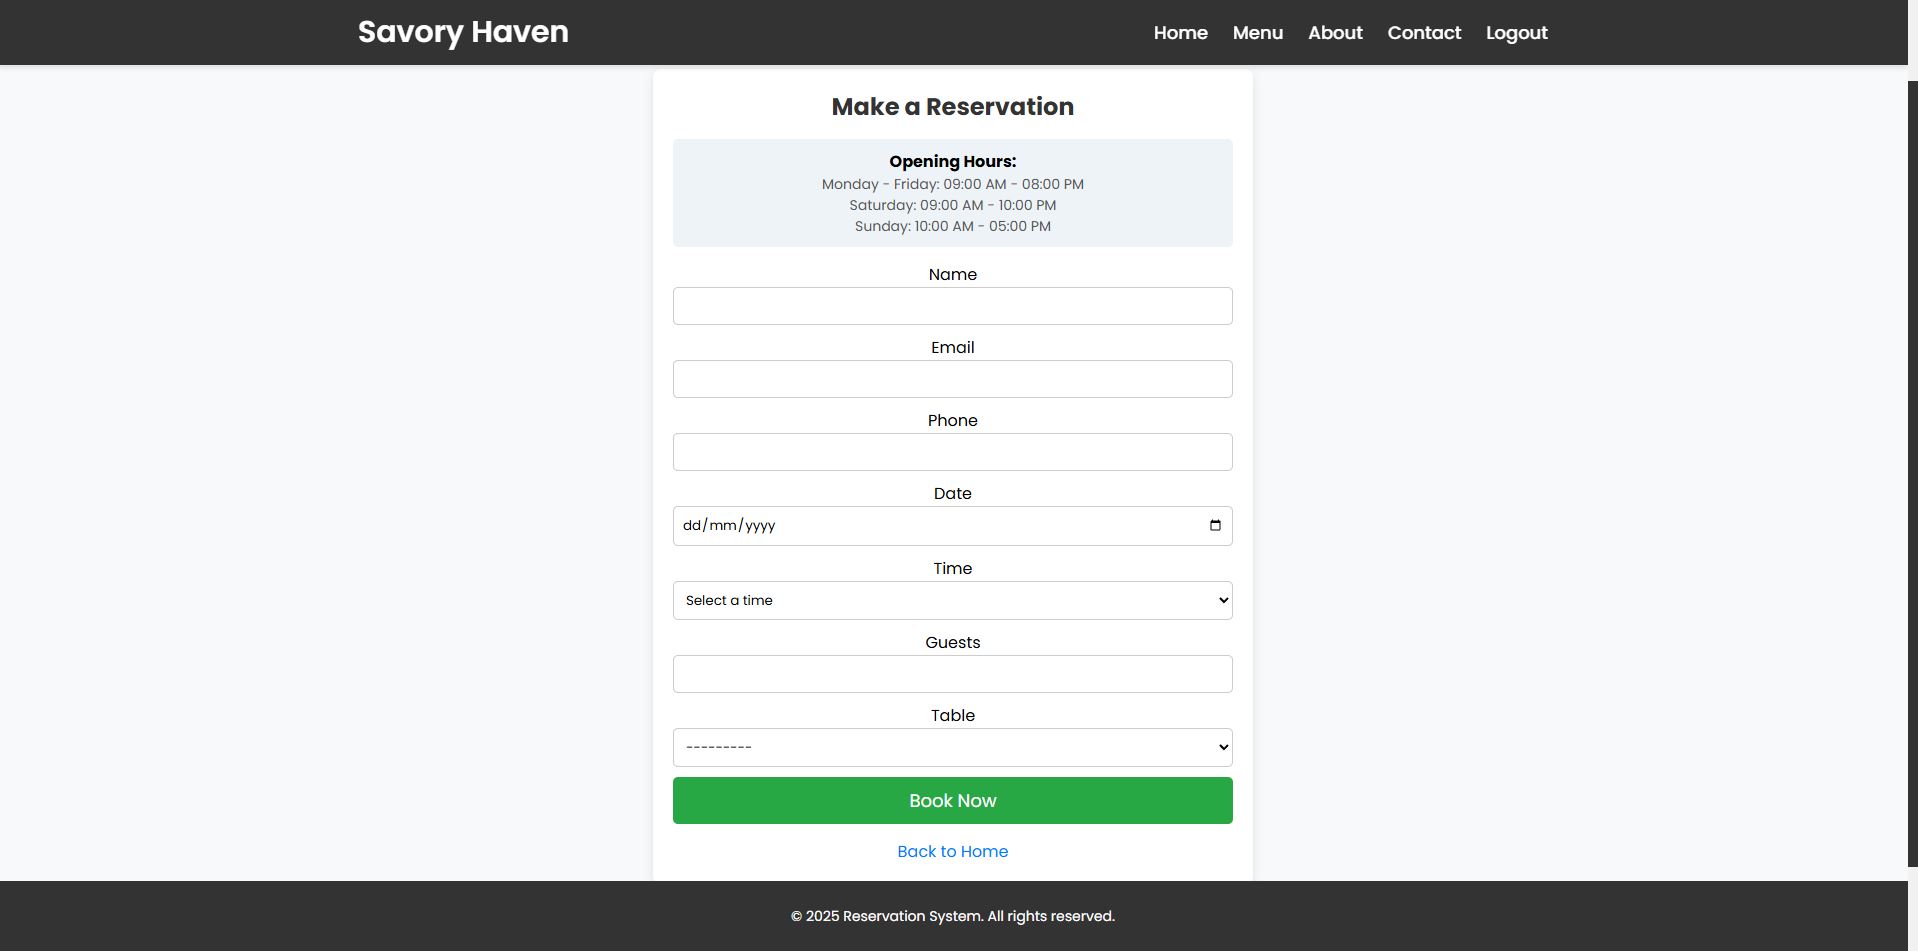 Savory Haven
Home Menu About Contact Logout
Make a Reservation
Opening Hours:
Monday - Friday: 09:00 AM - 08:00 PM
Saturday: 09:00 AM - 10:00 PM
Sunday: 10:00 AM - 05:00 PM
Name
Email
Phone
Date
dd/mm/yyyy
Time
Select a time
Guests
Table
---------
Book Now
Back to Home
© 2025 Reservation System. All rights reserved.